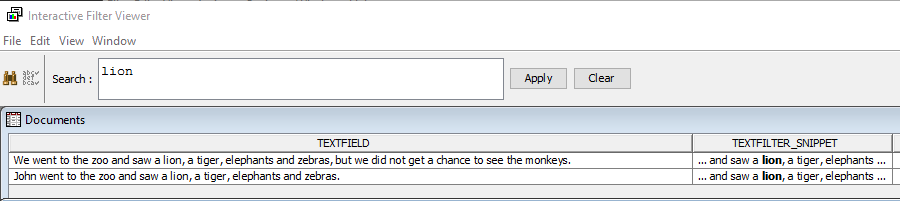 Interactive Filter Viewer
File Edit View Window
Search : lion Apply Clear
Documents
TEXTFIELD TEXTFILTER_SNIPPET
We went to the zoo and saw a lion, a tiger, elephants and zebras, but we did not get a chance to see the monkeys. ... and saw a lion, a tiger, elephants ...
John went to the zoo and saw a lion, a tiger, elephants and zebras. ... and saw a lion, a tiger, elephants ...